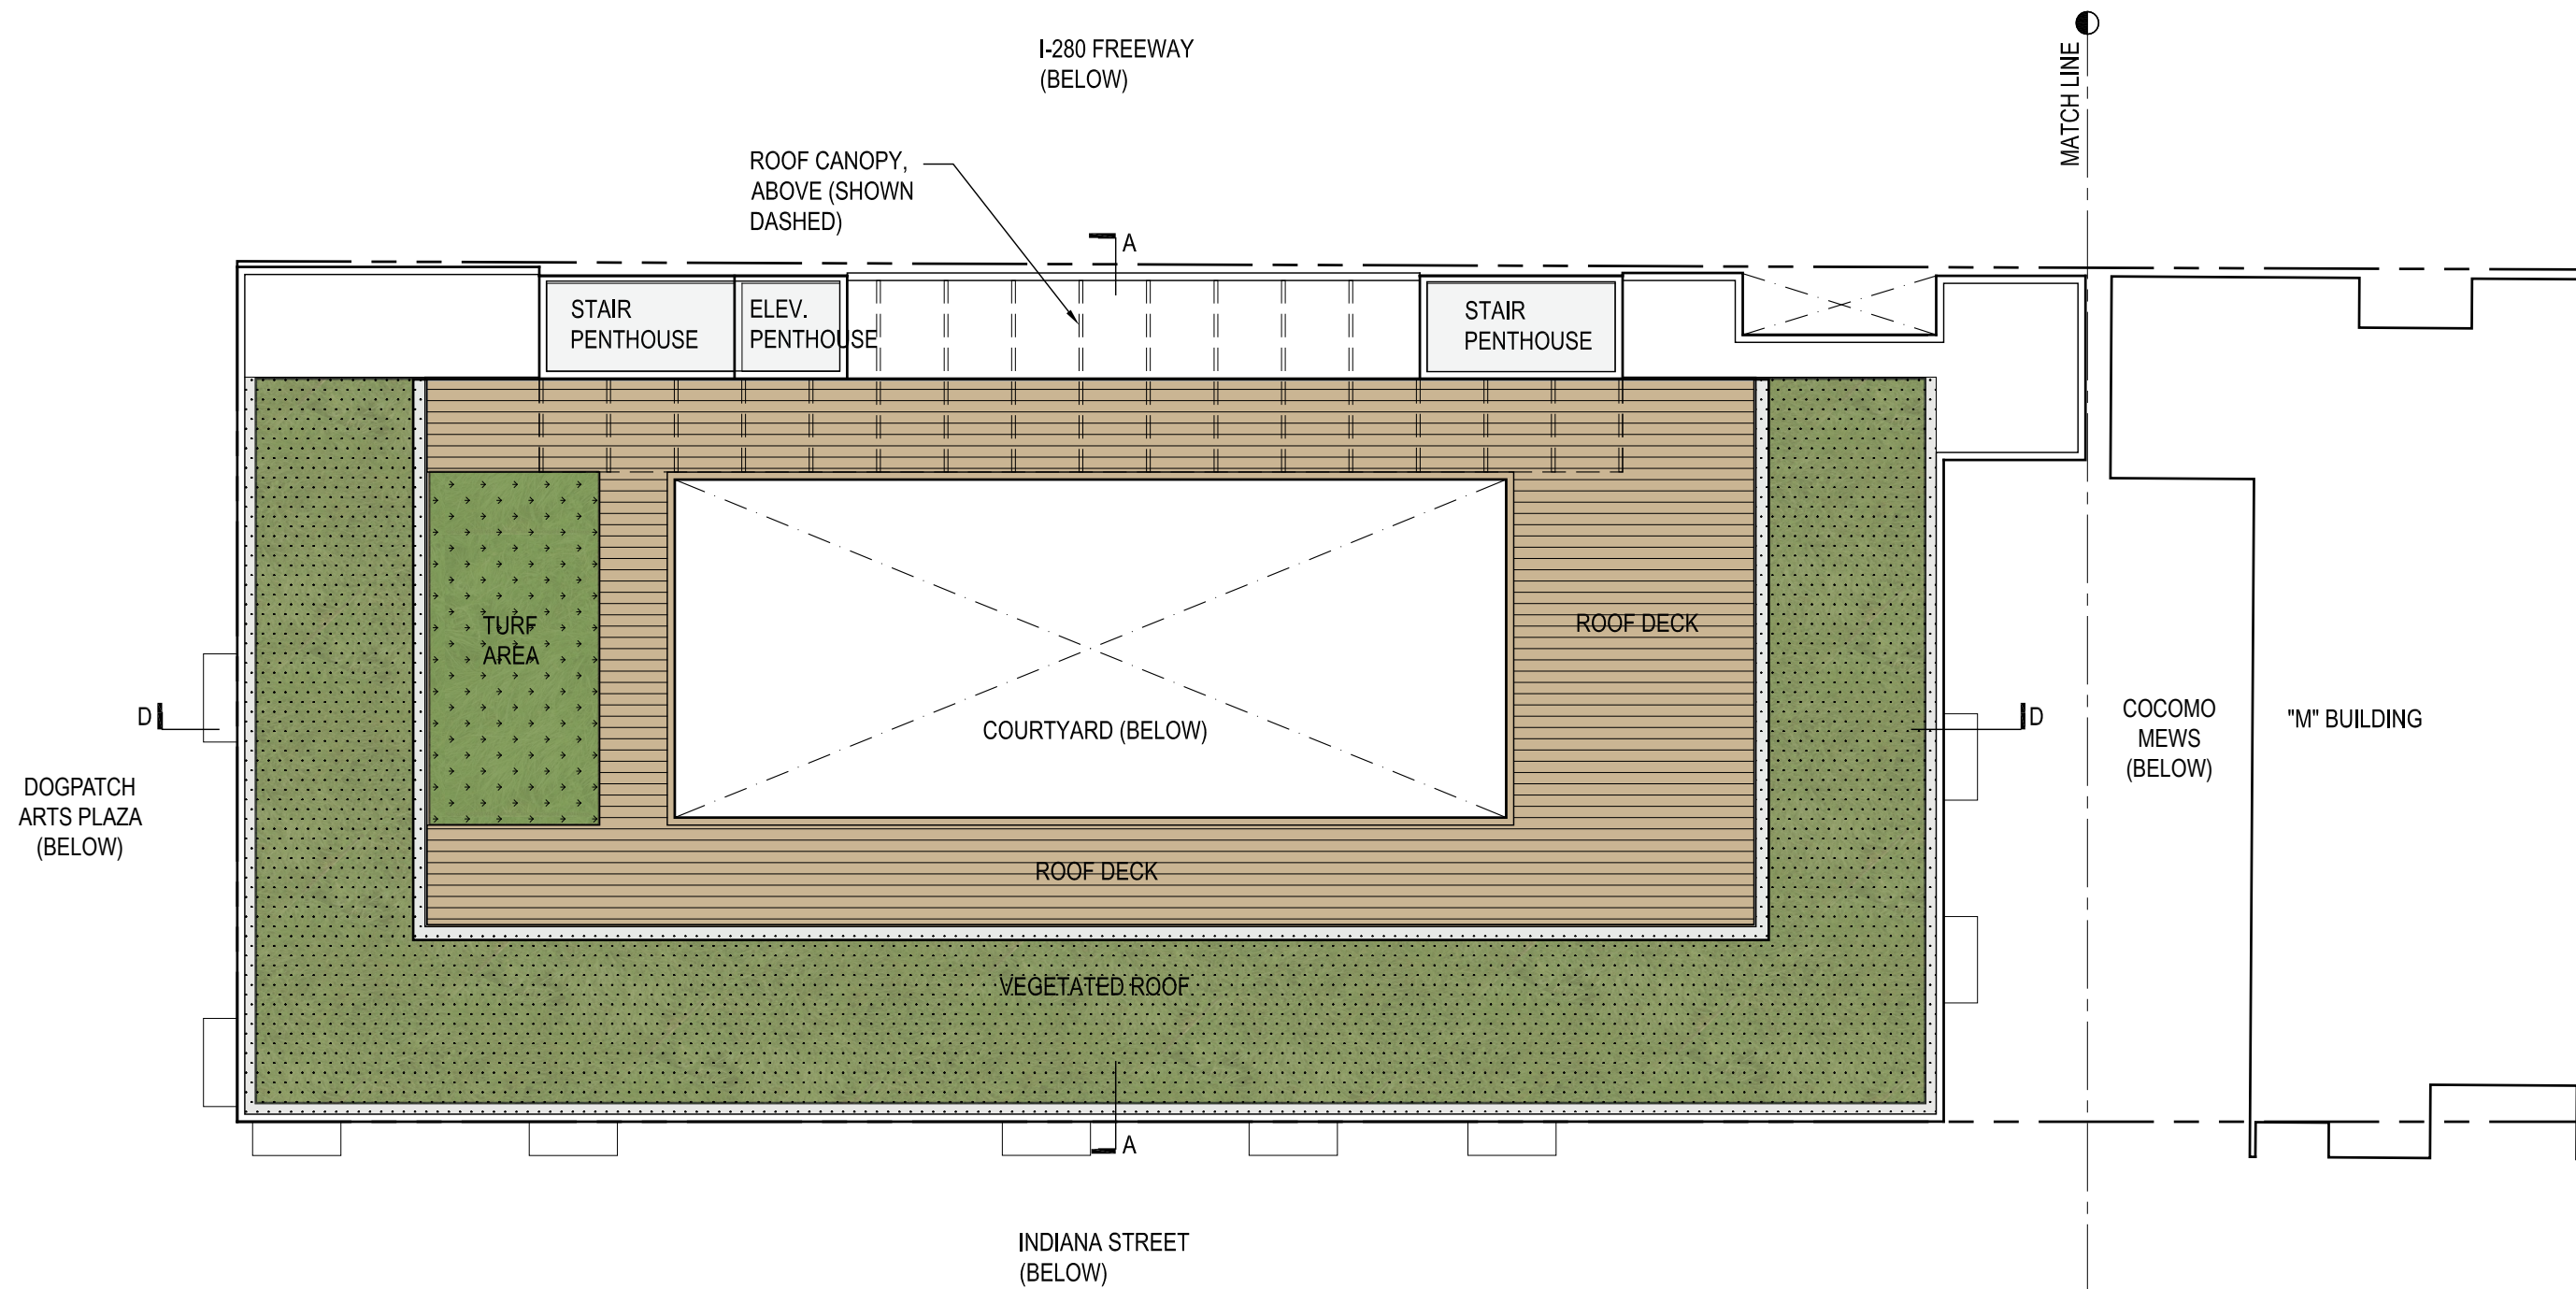 I-280 FREEWAY
(BELOW)
MATCH LINE
ROOF CANOPY,
ABOVE (SHOWN
DASHED)
A
STAIR
PENTHOUSE
ELEV.
PENTHOUSE
STAIR
PENTHOUSE
TURF
AREA
ROOF DECK
D
COURTYARD (BELOW)
D
COCOMO
MEWS
(BELOW)
"M" BUILDING
DOGPATCH
ARTS PLAZA
(BELOW)
ROOF DECK
VEGETATED ROOF
A
INDIANA STREET
(BELOW)